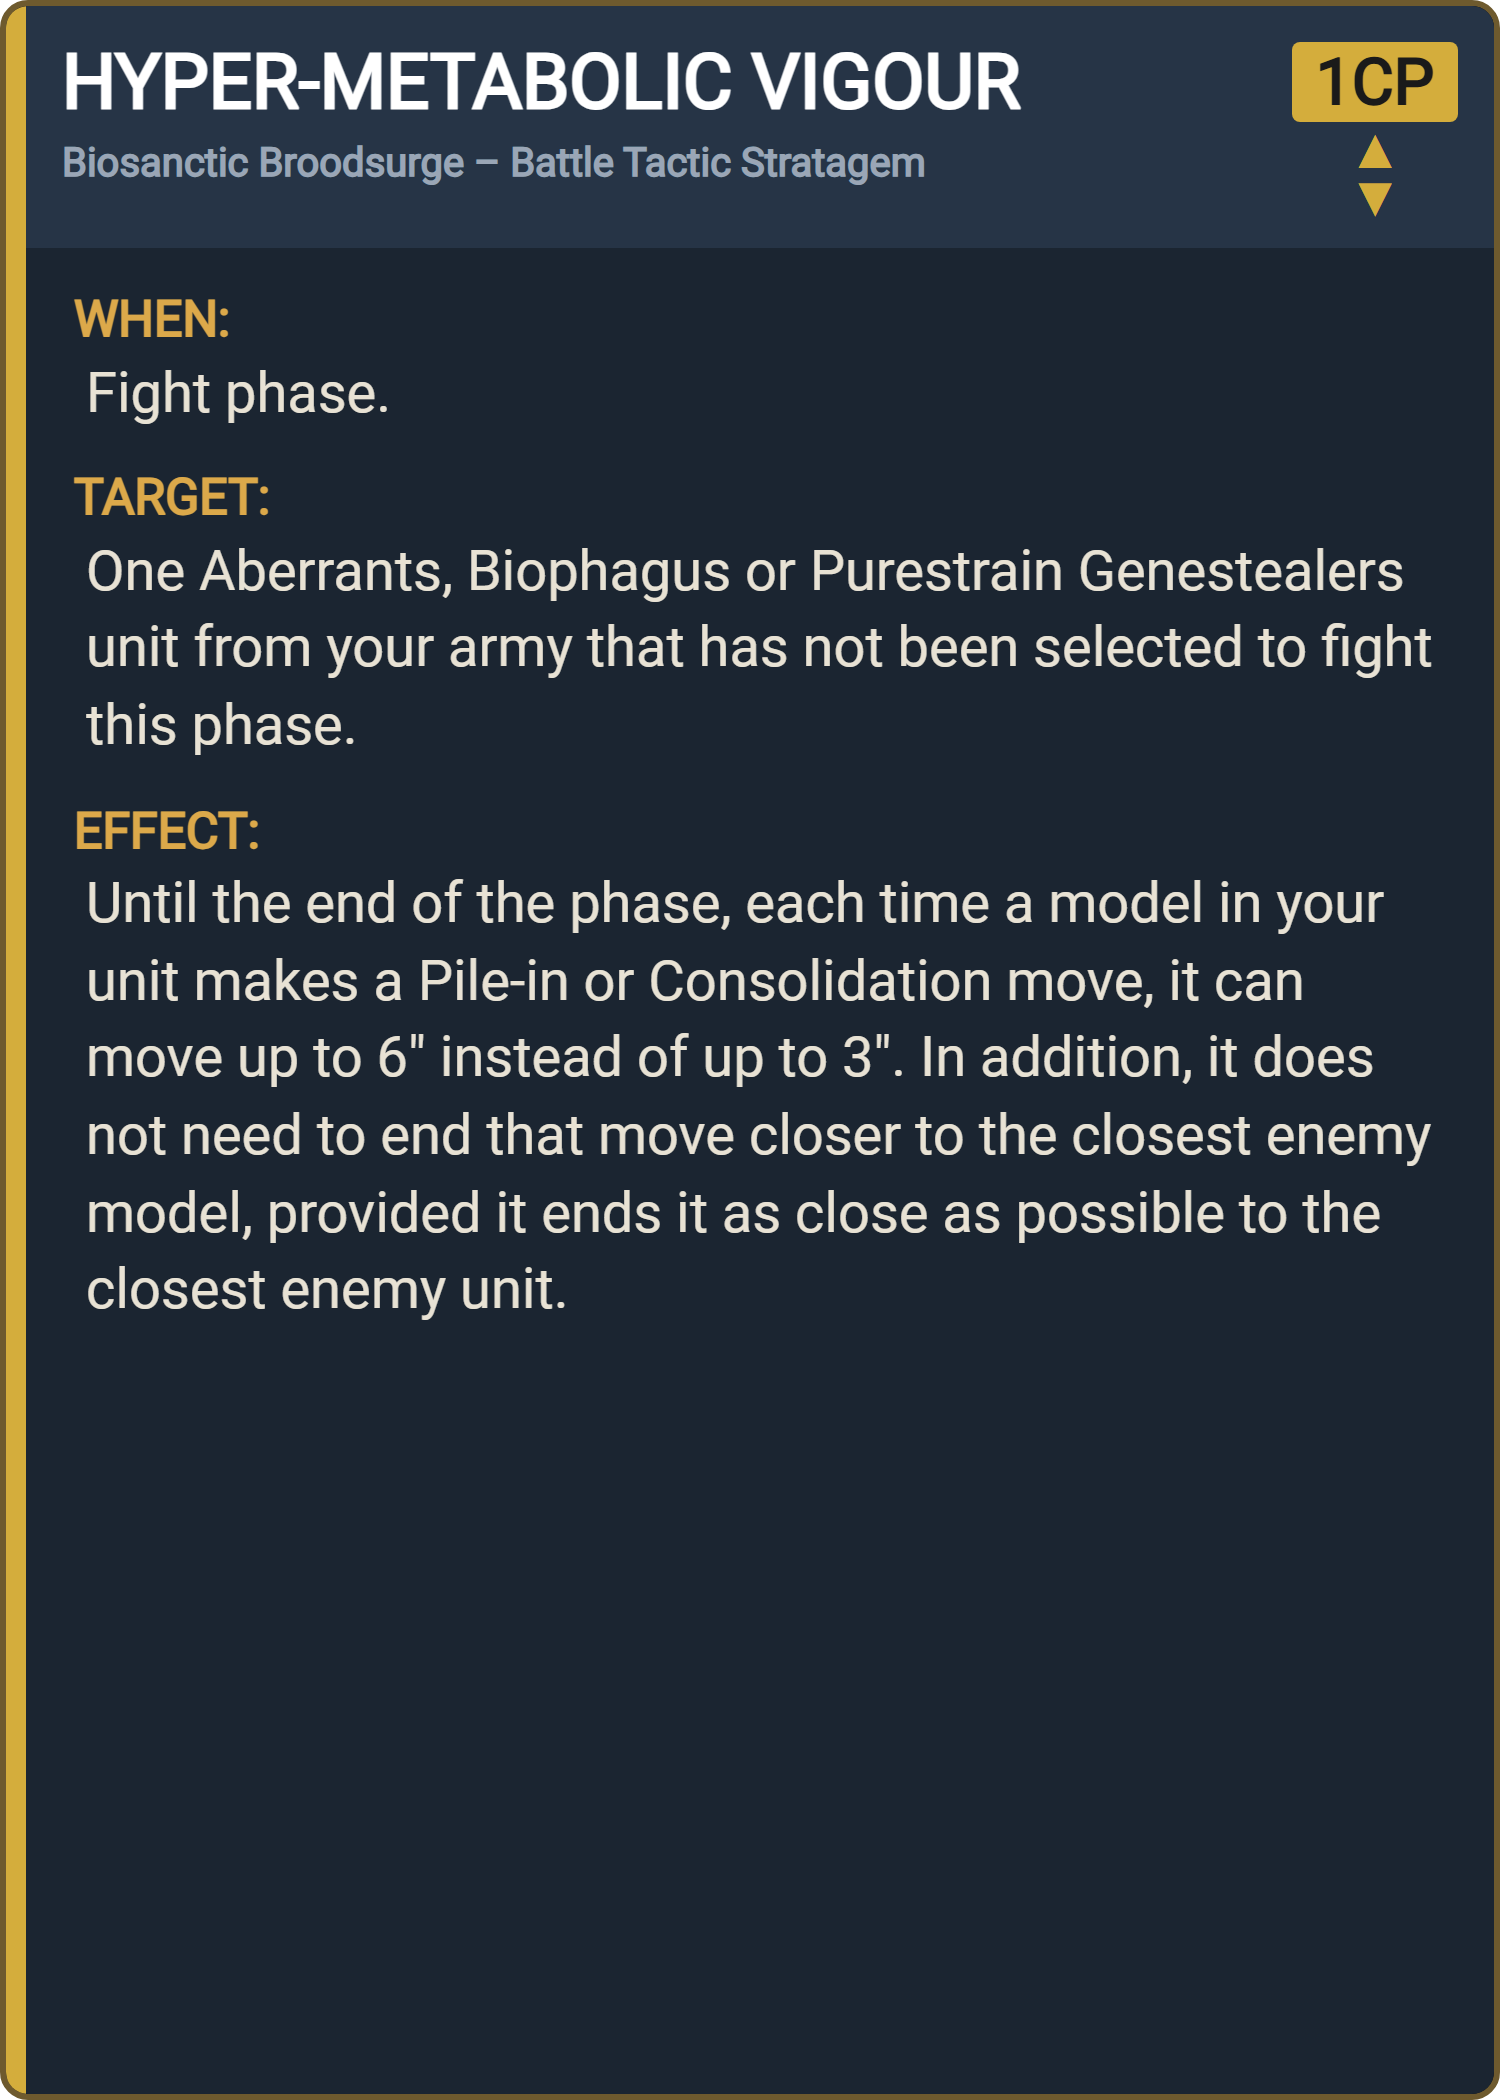 HYPER-METABOLIC VIGOUR
1CP
Biosanctic Broodsurge – Battle Tactic Stratagem
▲
▼
WHEN:
Fight phase.
TARGET:
One Aberrants, Biophagus or Purestrain Genestealers
unit from your army that has not been selected to fight
this phase.
EFFECT:
Until the end of the phase, each time a model in your
unit makes a Pile-in or Consolidation move, it can
move up to 6" instead of up to 3". In addition, it does
not need to end that move closer to the closest enemy
model, provided it ends it as close as possible to the
closest enemy unit.